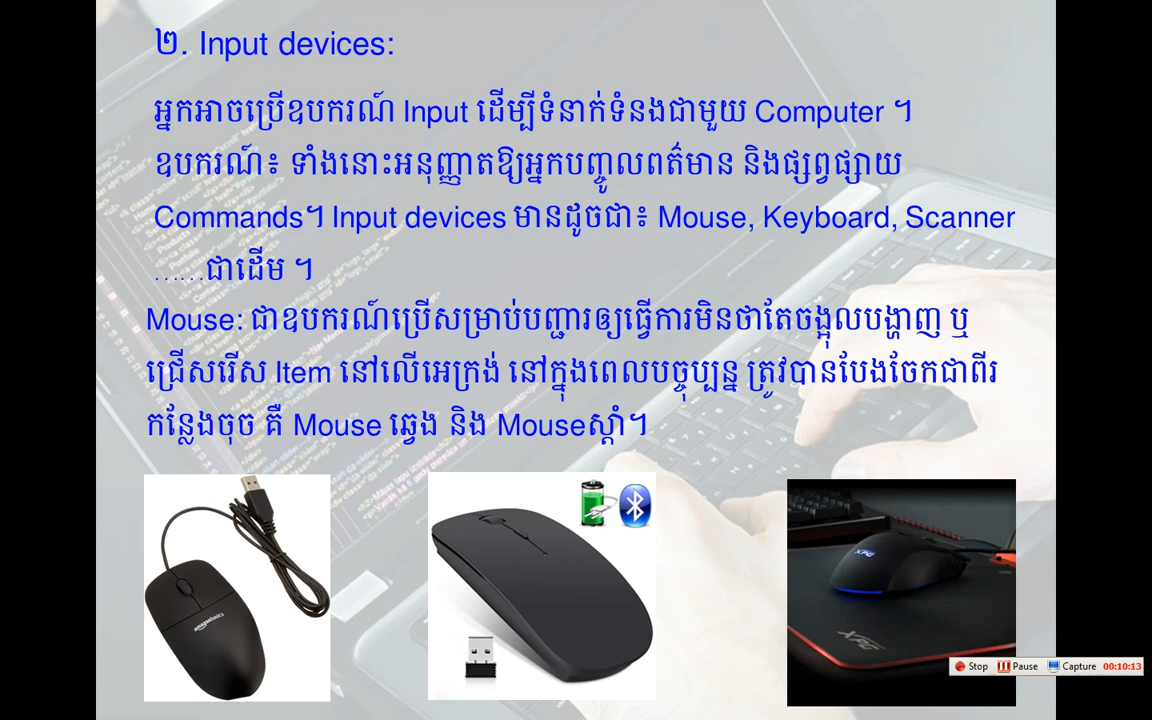 ២. Input devices:
អ្នកអាចប្រើឧបករណ៍ Input ដើម្បីទំនាក់ទំនងជាមួយ Computer ។
ឧបករណ៍៖ ទាំងនោះអនុញ្ញាតឱ្យអ្នកបញ្ចូលពត៌មាន និងផ្សព្វផ្សាយ
Commands។ Input devices មានដូចជា៖ Mouse, Keyboard, Scanner
……ជាដើម ។
Mouse: ជាឧបករណ៍ប្រើសម្រាប់បញ្ជារឲ្យធ្វើការមិនថាតែចង្អុលបង្ហាញ ឬ
ជ្រើសរើស Item នៅលើអេក្រង់ នៅក្នុងពេលបច្ចុប្បន្ន ត្រូវបានបែងចែកជាពីរ
កន្លែងចុច គឺ Mouse ឆ្វេង និង Mouseស្តាំ។
amazonbasics
XPG
XPG
Stop Pause Capture 00:10:13